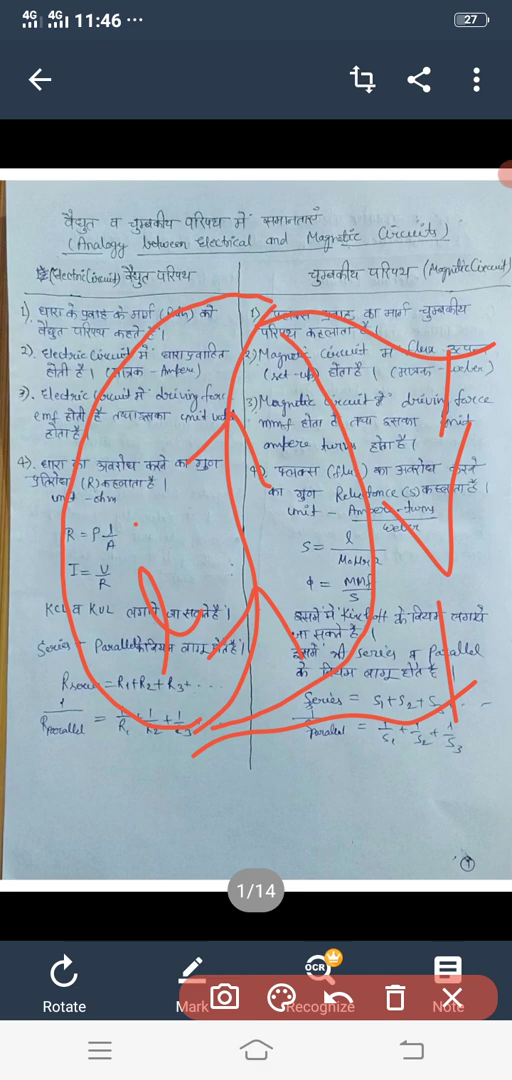 4G 4G 11:46 ... 27
वैद्युत व चुम्बकीय परिपथ में समानताएँ
(Analogy between Electrical and Magnetic Circuits)
(Electric Circuit) वैद्युत परिपथ
1). धारा के प्रवाह के मार्ग (Path) को
वैद्युत परिपथ कहते हैं।
2). Electric Circuit में धारा प्रवाहित
होती है। (मात्रक - Ampere)
3). Electric Circuit में driving force
emf होती है तथा इसका unit volt
होता है।
4). धारा का अवरोध करने का गुण
प्रतिरोध (R) कहलाता है।
unit - ohm
R = ρ l/A
I = V/R
KCL व KVL लगाये जा सकते है।
Series व Parallel के नियम लागू होते है।
Rseries = R1+R2+R3+....
1/Rparallel = 1/R1 + 1/R2 + 1/R3
चुम्बकीय परिपथ (Magnetic Circuit)
1) फ्लक्स प्रवाह का मार्ग चुम्बकीय
परिपथ कहलाता है।
2) Magnetic Circuit में flux उत्पन्न
(set-up) होता है। (मात्रक - weber)
3) Magnetic Circuit में driving force
mmf होता है तथा इसका unit
ampere turns होता है।
4). फ्लक्स (flux) का अवरोध करने
का गुण Reluctance (S) कहलाता है।
unit - Ampere-turns/weber
S = l/
Φ = MMF/S
इसमें में Kirchoff के नियम लगाये
जा सकते है।
इसमें भी Series व Parallel
के नियम लागू होते है।
Series = S1+S2+S3
1/Parallel = 1/S1 + 1/S2 + 1/S3
1
1/14
Rotate
Mark
OCR
Recognize
Note